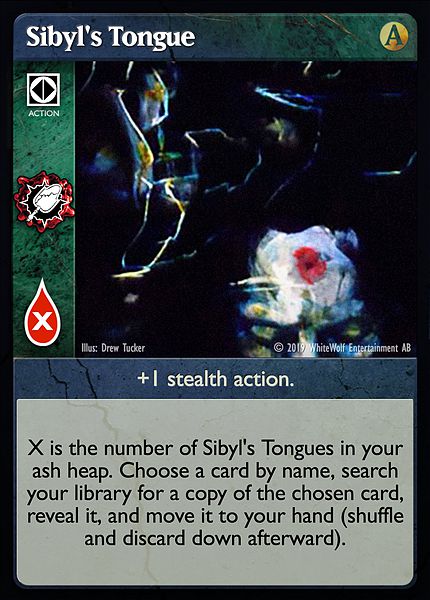 Sibyl's Tongue
A
ACTION
X
Illus: Drew Tucker
© 2019 WhiteWolf Entertainment AB
+1 stealth action.
X is the number of Sibyl's Tongues in your
ash heap. Choose a card by name, search
your library for a copy of the chosen card,
reveal it, and move it to your hand (shuffle
and discard down afterward).